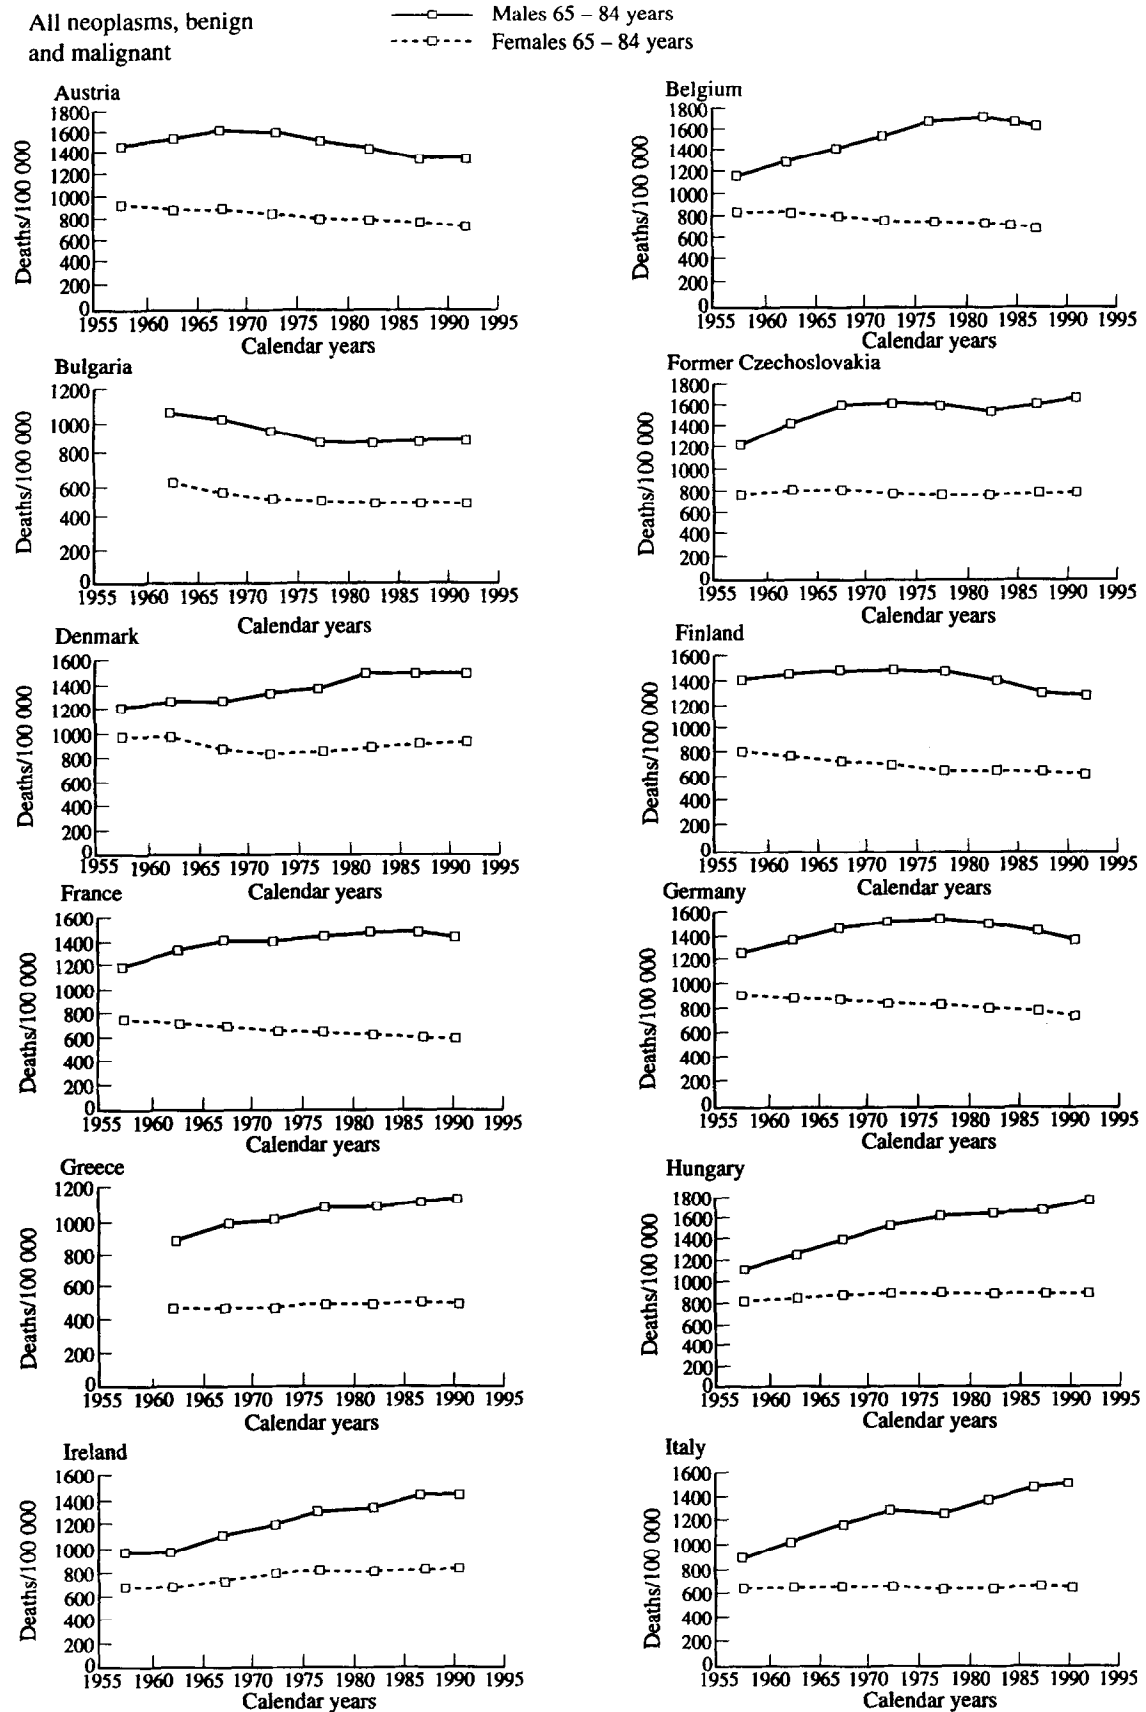 All neoplasms, benign
and malignant
Males 65 – 84 years
Females 65 – 84 years
Austria
Deaths/100 000
1800
1600
1400
1200
1000
800
600
400
200
0
1955 1960 1965 1970 1975 1980 1985 1990 1995
Calendar years
Belgium
Deaths/100 000
1800
1600
1400
1200
1000
800
600
400
200
0
1955 1960 1965 1970 1975 1980 1985 1990 1995
Calendar years
Bulgaria
Deaths/100 000
1200
1000
800
600
400
200
0
1955 1960 1965 1970 1975 1980 1985 1990 1995
Calendar years
Former Czechoslovakia
Deaths/100 000
1800
1600
1400
1200
1000
800
600
400
200
0
1955 1960 1965 1970 1975 1980 1985 1990 1995
Calendar years
Denmark
Deaths/100 000
1600
1400
1200
1000
800
600
400
200
0
1955 1960 1965 1970 1975 1980 1985 1990 1995
Calendar years
Finland
Deaths/100 000
1600
1400
1200
1000
800
600
400
200
0
1955 1960 1965 1970 1975 1980 1985 1990 1995
Calendar years
France
Deaths/100 000
1600
1400
1200
1000
800
600
400
200
0
1955 1960 1965 1970 1975 1980 1985 1990 1995
Calendar years
Germany
Deaths/100 000
1600
1400
1200
1000
800
600
400
200
0
1955 1960 1965 1970 1975 1980 1985 1990 1995
Calendar years
Greece
Deaths/100 000
1200
1000
800
600
400
200
0
1955 1960 1965 1970 1975 1980 1985 1990 1995
Calendar years
Hungary
Deaths/100 000
1800
1600
1400
1200
1000
800
600
400
200
0
1955 1960 1965 1970 1975 1980 1985 1990 1995
Calendar years
Ireland
Deaths/100 000
1600
1400
1200
1000
800
600
400
200
0
1955 1960 1965 1970 1975 1980 1985 1990 1995
Calendar years
Italy
Deaths/100 000
1600
1400
1200
1000
800
600
400
200
0
1955 1960 1965 1970 1975 1980 1985 1990 1995
Calendar years